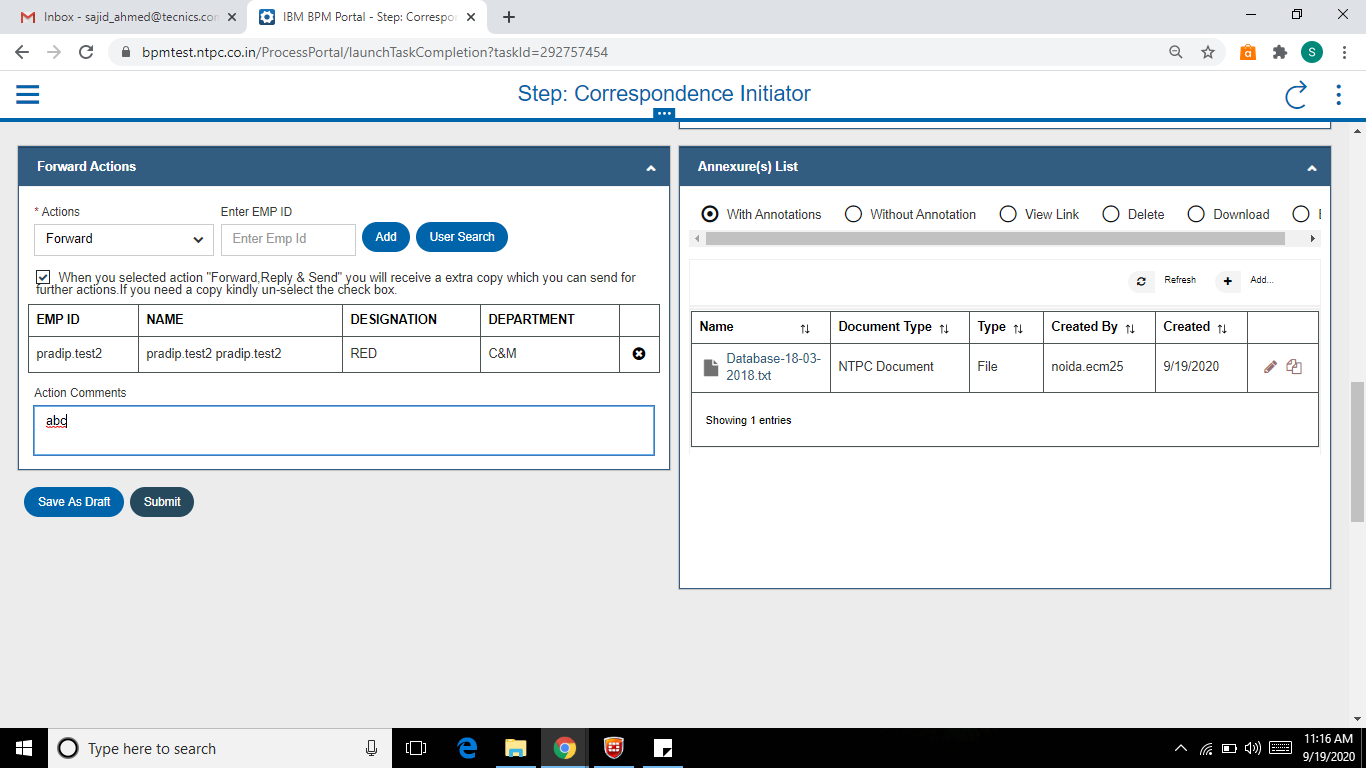 Inbox - sajid_ahmed@tecnics.con
IBM BPM Portal - Step: Correspon
bpmtest.ntpc.co.in/ProcessPortal/launchTaskCompletion?taskId=292757454
S
Step: Correspondence Initiator
Forward Actions
* Actions
Enter EMP ID
Forward
Enter Emp Id
Add
User Search
When you selected action "Forward,Reply & Send" you will receive a extra copy which you can send for
further actions.If you need a copy kindly un-select the check box.
EMP ID NAME DESIGNATION DEPARTMENT
pradip.test2 pradip.test2 pradip.test2 RED C&M
Action Comments
abc
Save As Draft
Submit
Annexure(s) List
With Annotations Without Annotation View Link Delete Download
Refresh
Add...
Name Document Type Type Created By Created
Database-18-03-
2018.txt
NTPC Document File noida.ecm25 9/19/2020
Showing 1 entries
Type here to search
11:16 AM
9/19/2020